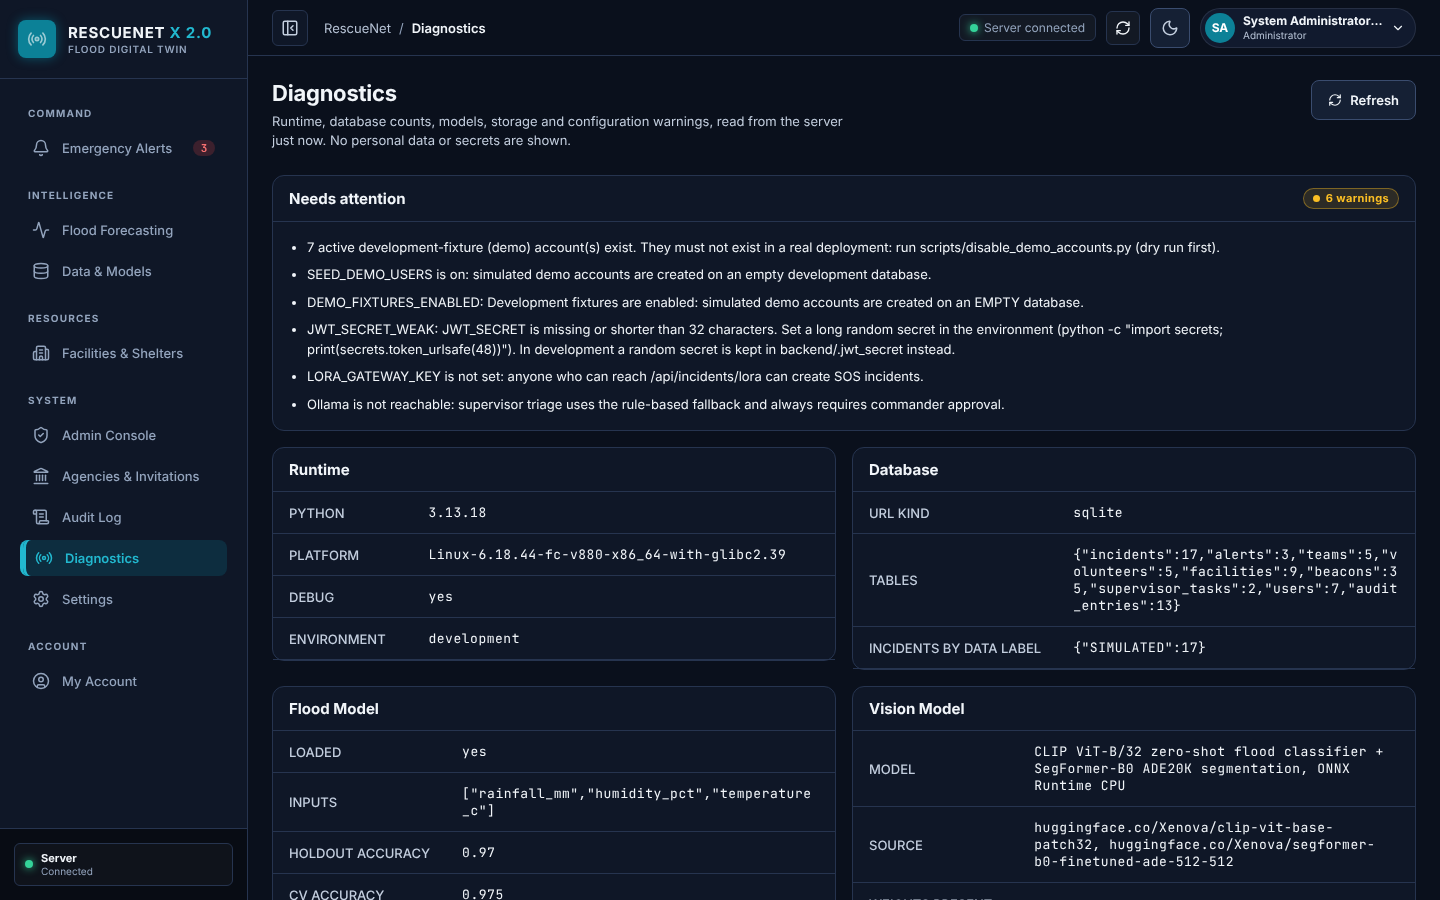 RESCUENET X 2.0
FLOOD DIGITAL TWIN
COMMAND
Emergency Alerts 3
INTELLIGENCE
Flood Forecasting
Data & Models
RESOURCES
Facilities & Shelters
SYSTEM
Admin Console
Agencies & Invitations
Audit Log
Diagnostics
Settings
ACCOUNT
My Account
Server
Connected
RescueNet / Diagnostics
Server connected
SA
System Administrator...
Administrator
Diagnostics
Runtime, database counts, models, storage and configuration warnings, read from the server
just now. No personal data or secrets are shown.
Refresh
Needs attention
6 warnings
• 7 active development-fixture (demo) account(s) exist. They must not exist in a real deployment: run scripts/disable_demo_accounts.py (dry run first).
• SEED_DEMO_USERS is on: simulated demo accounts are created on an empty development database.
• DEMO_FIXTURES_ENABLED: Development fixtures are enabled: simulated demo accounts are created on an EMPTY database.
• JWT_SECRET_WEAK: JWT_SECRET is missing or shorter than 32 characters. Set a long random secret in the environment (python -c "import secrets;
print(secrets.token_urlsafe(48))"). In development a random secret is kept in backend/.jwt_secret instead.
• LORA_GATEWAY_KEY is not set: anyone who can reach /api/incidents/lora can create SOS incidents.
• Ollama is not reachable: supervisor triage uses the rule-based fallback and always requires commander approval.
Runtime
PYTHON 3.13.18
PLATFORM Linux-6.18.44-fc-v880-x86_64-with-glibc2.39
DEBUG yes
ENVIRONMENT development
Database
URL KIND sqlite
TABLES
{"incidents":17,"alerts":3,"teams":5,"v
olunteers":5,"facilities":9,"beacons":3
5,"supervisor_tasks":2,"users":7,"audit
_entries":13}
INCIDENTS BY DATA LABEL {"SIMULATED":17}
Flood Model
LOADED yes
INPUTS
["rainfall_mm","humidity_pct","temperature
_c"]
HOLDOUT ACCURACY 0.97
CV ACCURACY 0.975
Vision Model
MODEL
CLIP ViT-B/32 zero-shot flood classifier +
SegFormer-B0 ADE20K segmentation, ONNX
Runtime CPU
SOURCE
huggingface.co/Xenova/clip-vit-base-
patch32, huggingface.co/Xenova/segformer-
b0-finetuned-ade-512-512